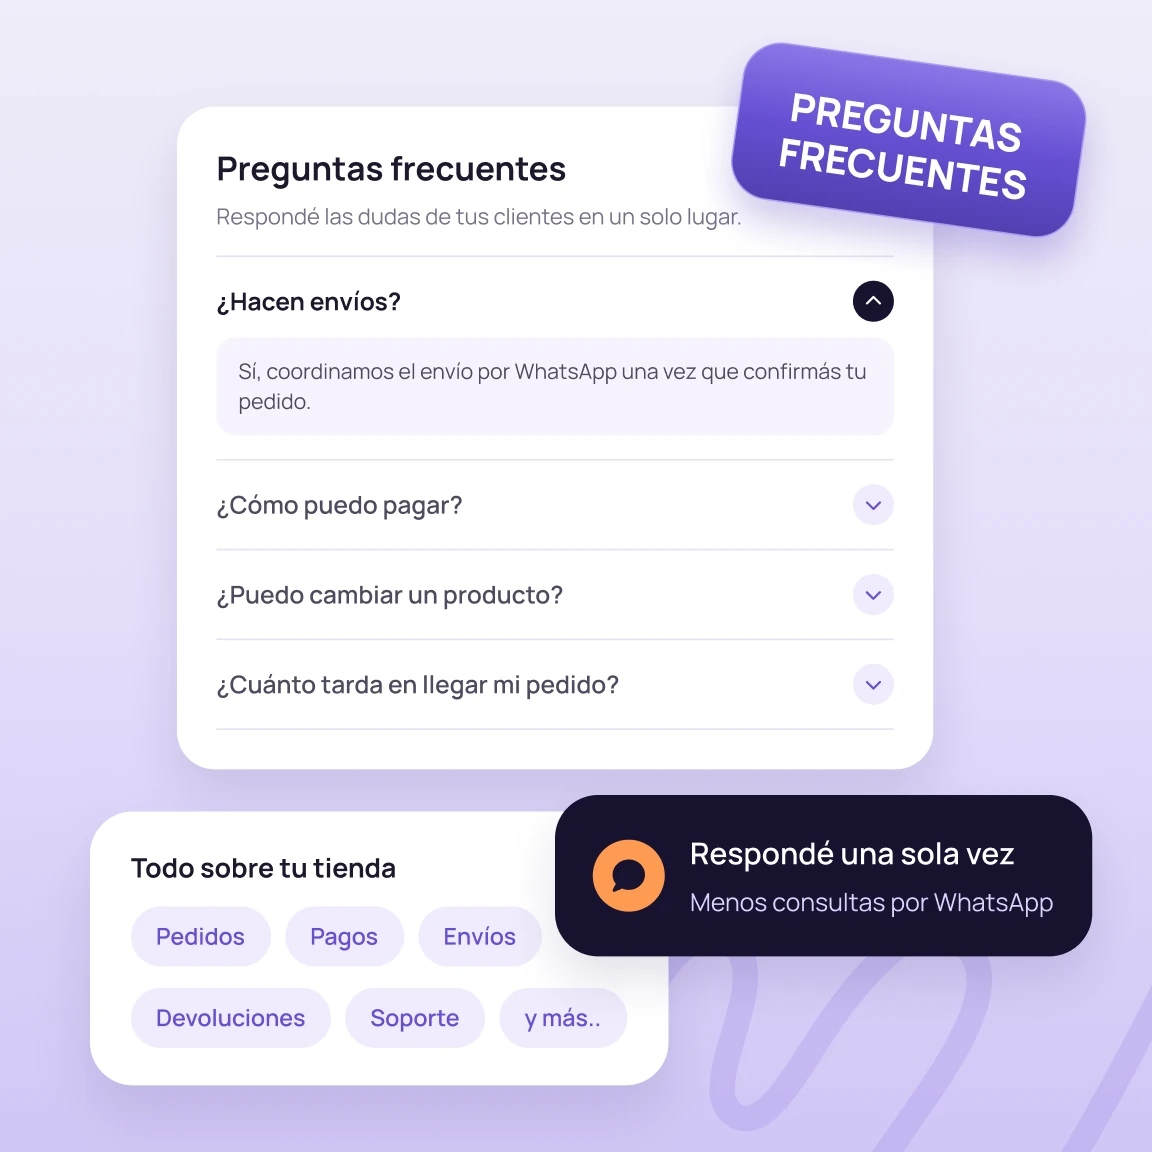 PREGUNTAS
FRECUENTES
Preguntas frecuentes
Respondé las dudas de tus clientes en un solo lugar.
¿Hacen envíos?
Sí, coordinamos el envío por WhatsApp una vez que confirmás tu
pedido.
¿Cómo puedo pagar?
¿Puedo cambiar un producto?
¿Cuánto tarda en llegar mi pedido?
Respondé una sola vez
Menos consultas por WhatsApp
Todo sobre tu tienda
Pedidos
Pagos
Envíos
Devoluciones
Soporte
y más..